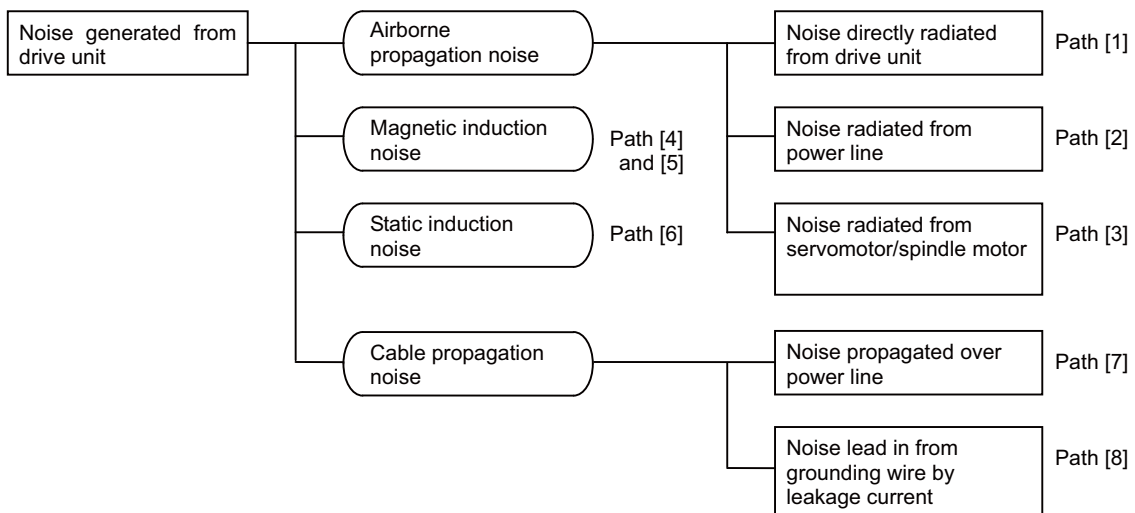 Noise generated from
drive unit
Airborne
propagation noise
Noise directly radiated
from drive unit
Path [1]
Magnetic induction
noise
Path [4]
and [5]
Noise radiated from
power line
Path [2]
Static induction
noise
Path [6]
Noise radiated from
servomotor/spindle motor
Path [3]
Cable propagation
noise
Noise propagated over
power line
Path [7]
Noise lead in from
grounding wire by
leakage current
Path [8]